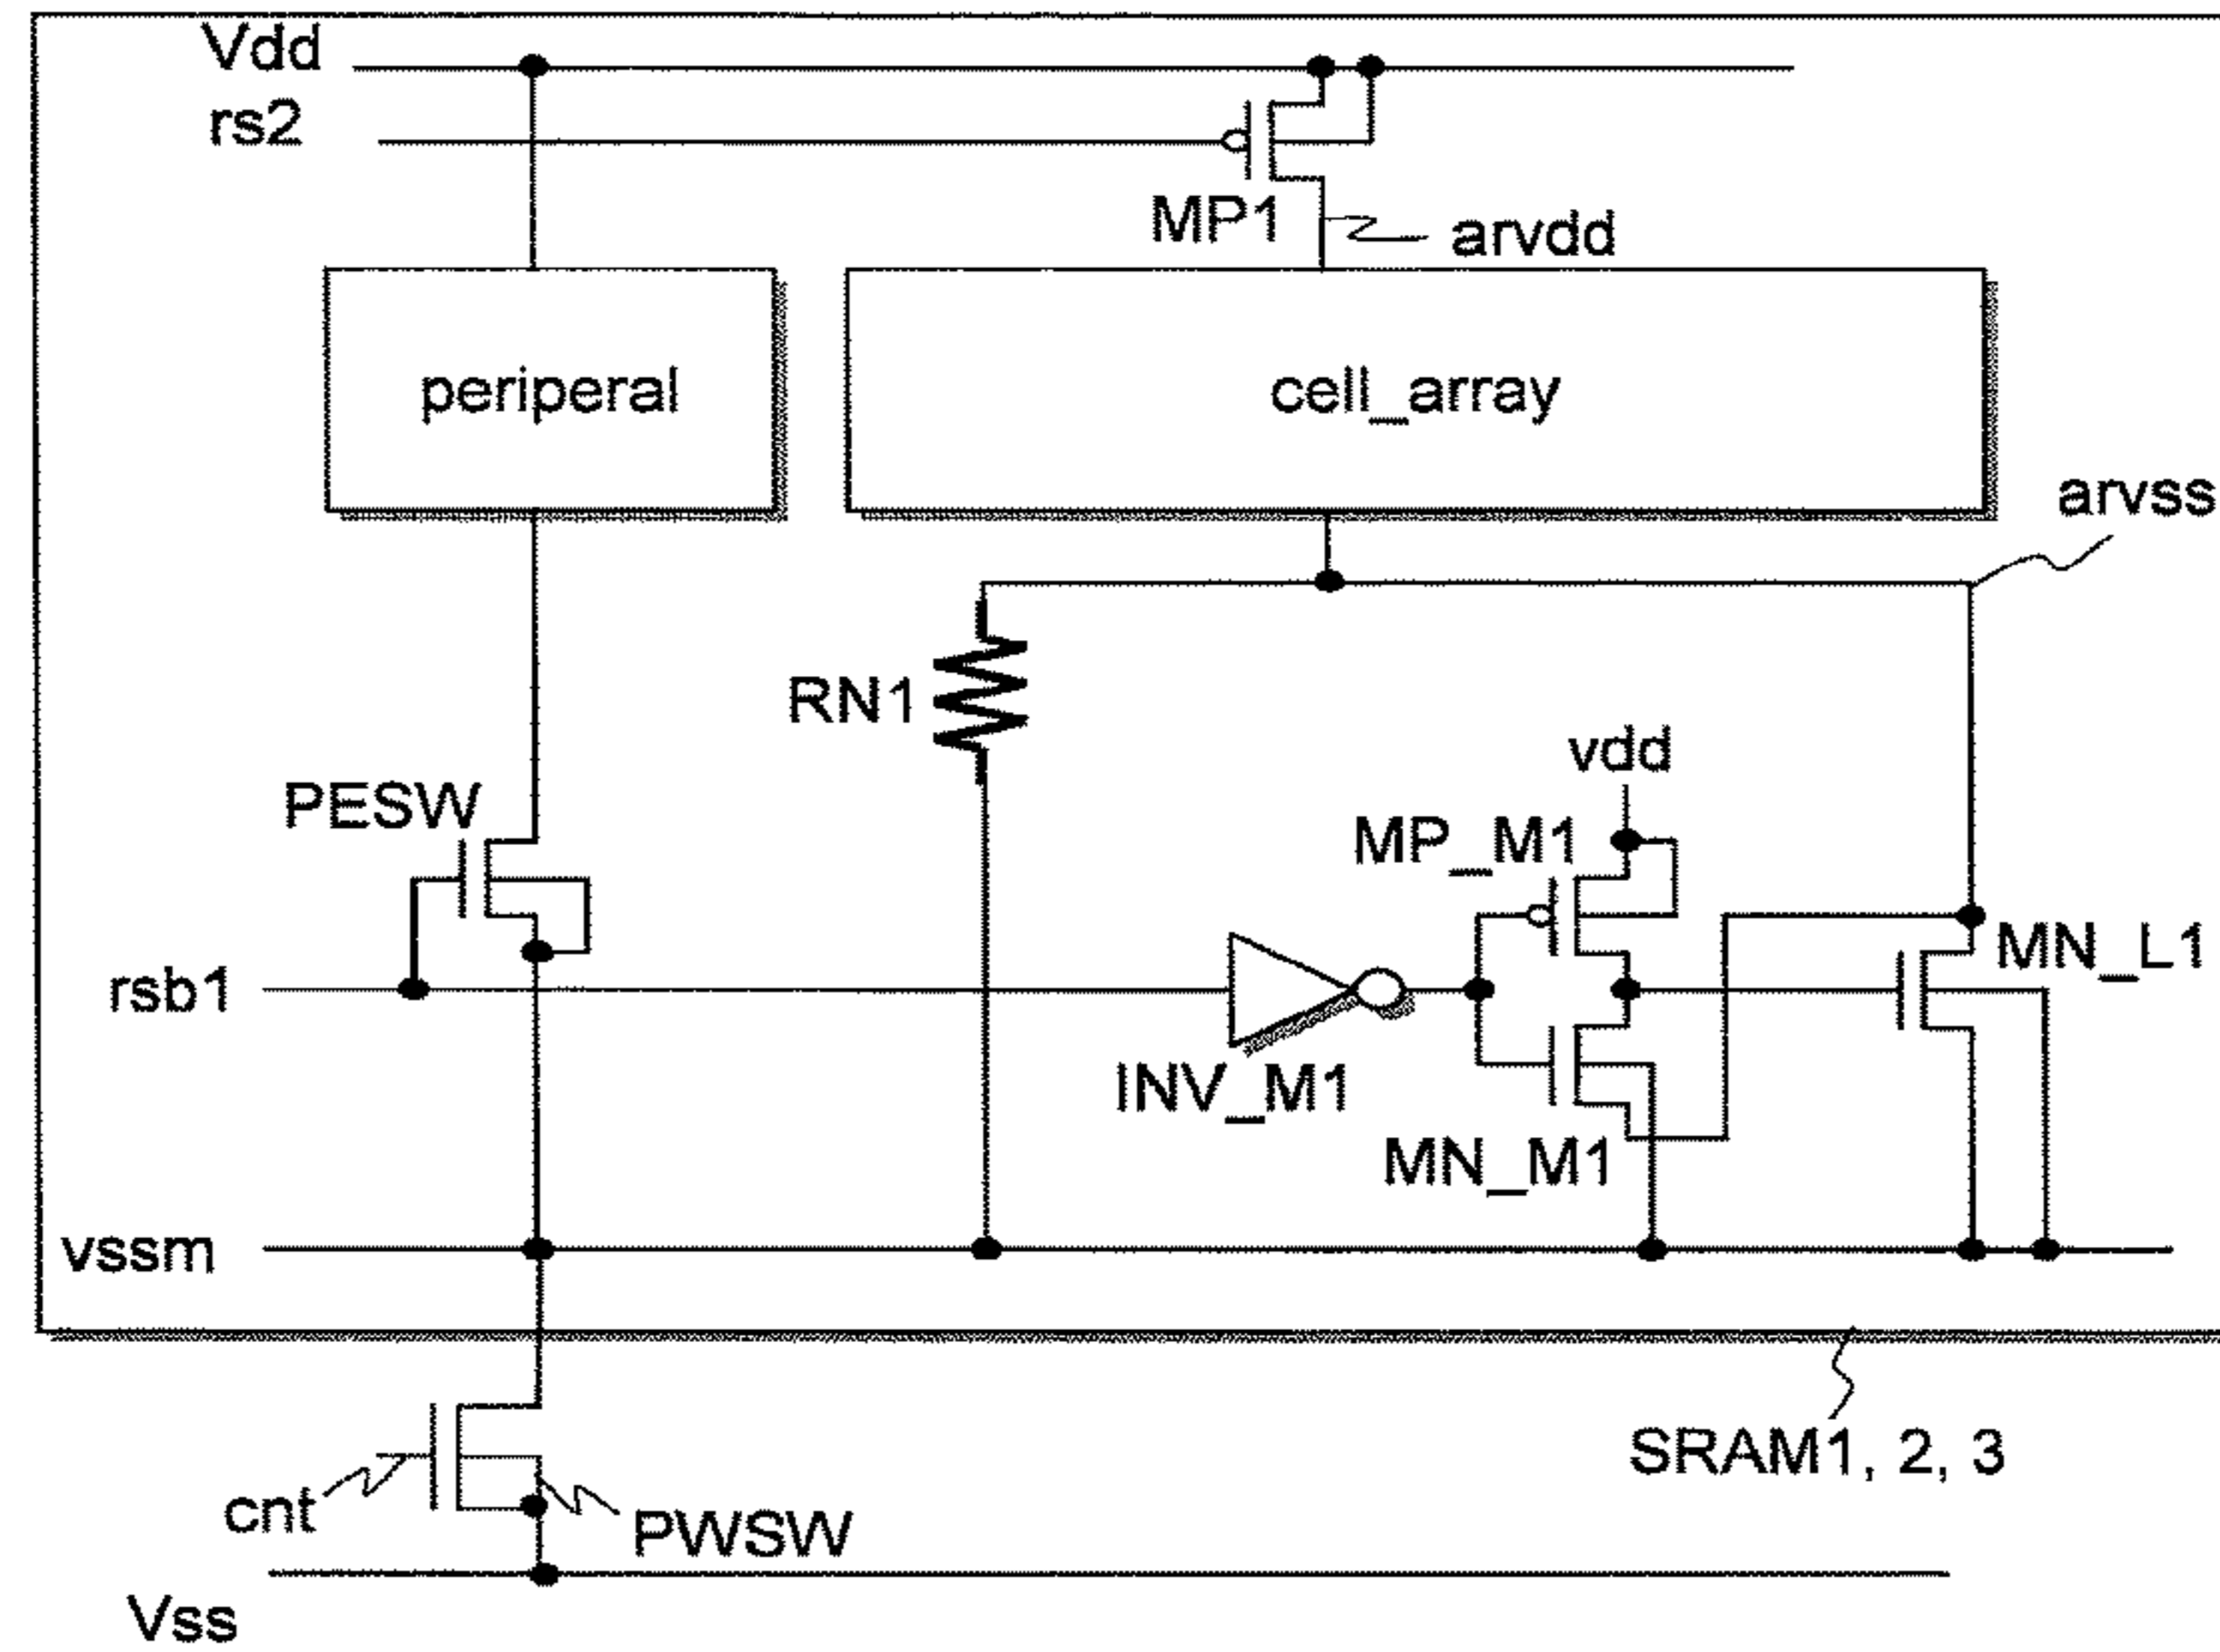 Vdd
rs2
MP1
arvdd
periperal
cell_array
arvss
RN1
vdd
PESW
MP_M1
MN_L1
rsb1
INV_M1
MN_M1
vssm
SRAM1, 2, 3
cnt
PWSW
Vss